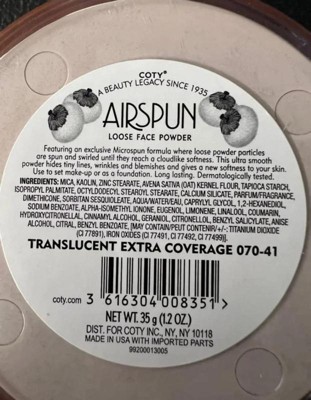 COTY®
A BEAUTY LEGACY SINCE 1935
AIRSPUN
LOOSE FACE POWDER
Featuring an exclusive Microspun formula where loose powder particles
are spun and swirled until they reach a cloudlike softness. This ultra smooth
powder hides tiny lines, wrinkles and blemishes and gives a new softness to your skin.
Use to set make-up or as a foundation. Long lasting. Dermatologically tested.
INGREDIENTS: MICA, KAOLIN, ZINC STEARATE, AVENA SATIVA (OAT) KERNEL FLOUR, TAPIOCA STARCH,
ISOPROPYL PALMITATE, OCTYLDODECYL STEAROYL STEARATE, CALCIUM SILICATE, PARFUM/FRAGRANCE,
DIMETHICONE, SORBITAN SESQUIOLEATE, AQUA/WATER/EAU, CAPRYLYL GLYCOL, 1,2-HEXANEDIOL,
SODIUM BENZOATE, ALPHA-ISOMETHYL IONONE, EUGENOL, LIMONENE, LINALOOL, COUMARIN,
HYDROXYCITRONELLAL, CINNAMYL ALCOHOL, GERANIOL, CITRONELLOL, BENZYL SALICYLATE, ANISE
ALCOHOL, CITRAL, BENZYL BENZOATE, [MAY CONTAIN/PEUT CONTENIR/+/-: TITANIUM DIOXIDE
(CI 77891), IRON OXIDES (CI 77491, CI 77492, CI 77499)].
TRANSLUCENT EXTRA COVERAGE 070-41
coty.com 3 616304 008351
NET WT. 35 g (1.2 OZ.)
DIST. FOR COTY INC., NY, NY 10118
MADE IN USA WITH IMPORTED PARTS
99200013005